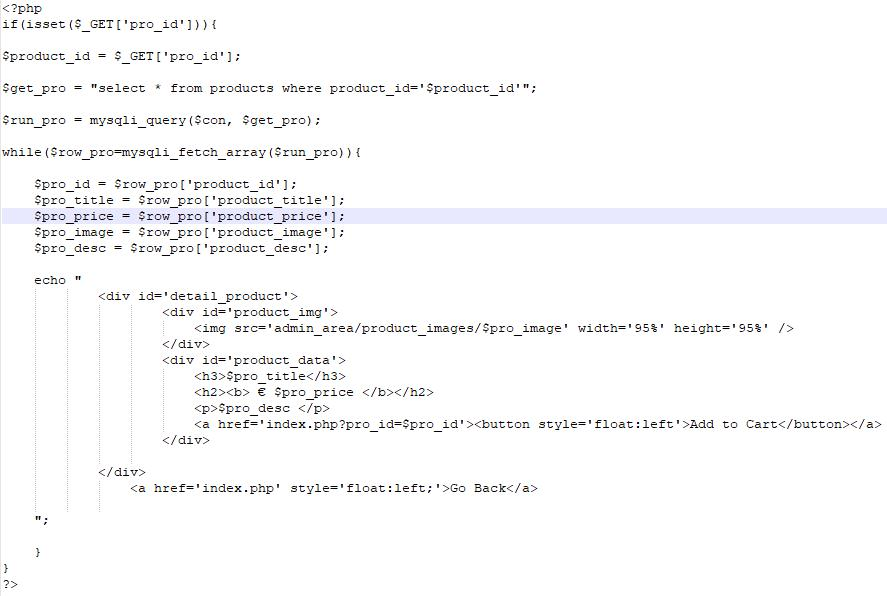 <?php
if(isset($_GET['pro_id'])){
$product_id = $_GET['pro_id'];
$get_pro = "select * from products where product_id='$product_id'";
$run_pro = mysqli_query($con, $get_pro);
while($row_pro=mysqli_fetch_array($run_pro)){
$pro_id = $row_pro['product_id'];
$pro_title = $row_pro['product_title'];
$pro_price = $row_pro['product_price'];
$pro_image = $row_pro['product_image'];
$pro_desc = $row_pro['product_desc'];
echo "
<div id='detail_product'>
<div id='product_img'>
<img src='admin_area/product_images/$pro_image' width='95%' height='95%' />
</div>
<div id='product_data'>
<h3>$pro_title</h3>
<h2><b> € $pro_price </b></h2>
<p>$pro_desc </p>
<a href='index.php?pro_id=$pro_id'><button style='float:left'>Add to Cart</button></a>
</div>
</div>
<a href='index.php' style='float:left;'>Go Back</a>
";
}
}
?>